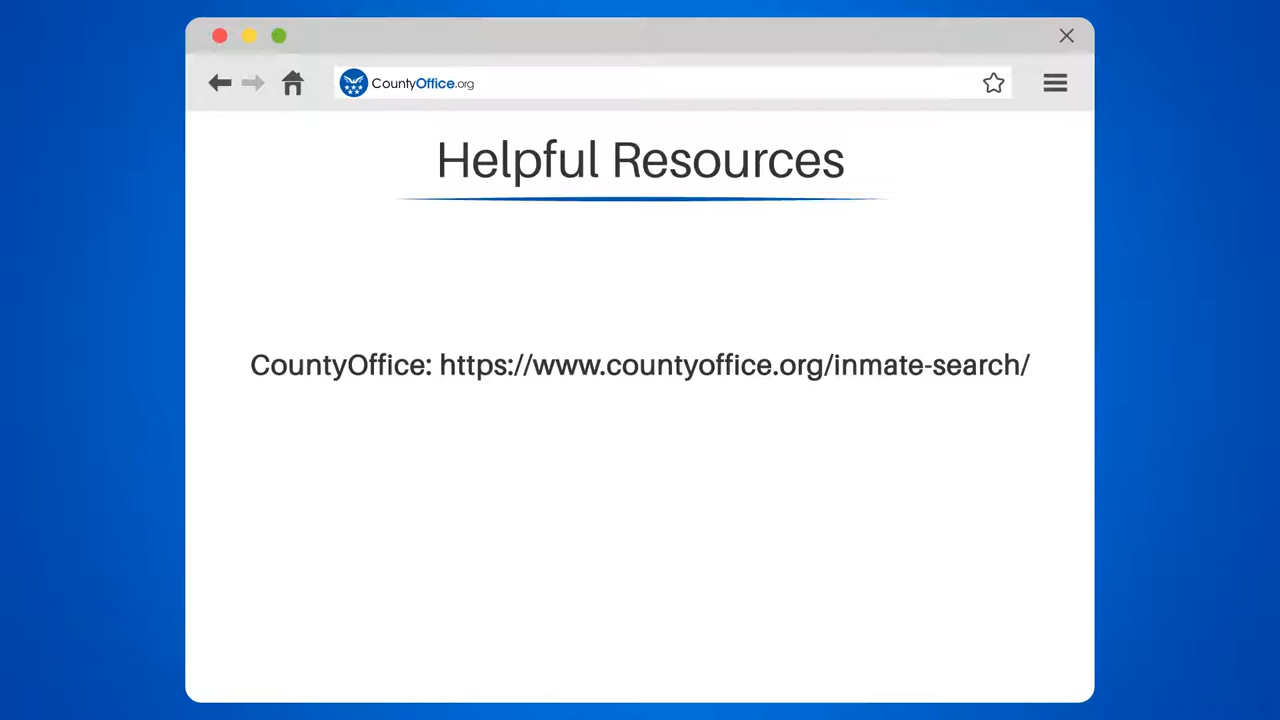 CountyOffice.org
Helpful Resources
CountyOffice: https://www.countyoffice.org/inmate-search/